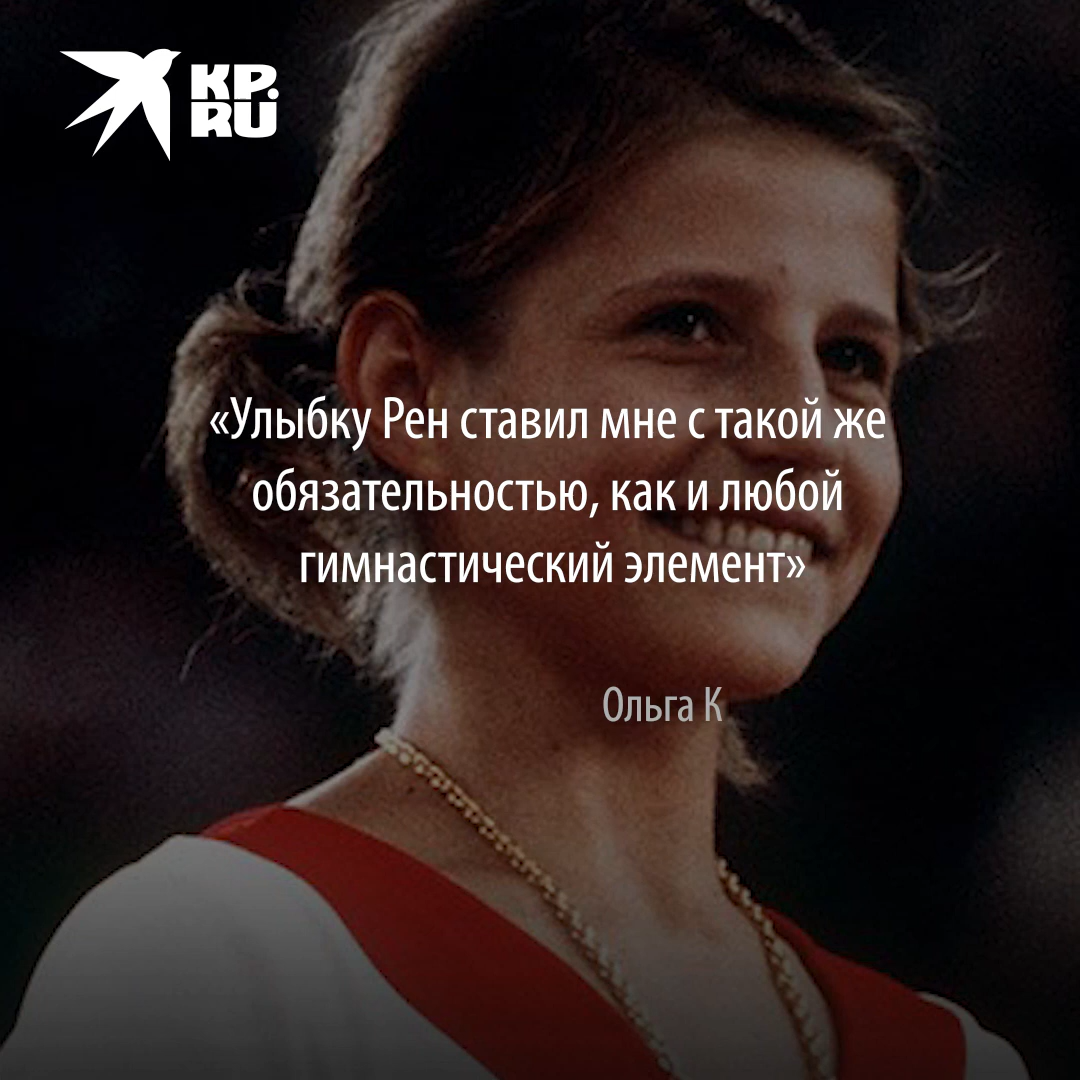 KP.
RU
«Улыбку Рен ставил мне с такой же
обязательностью, как и любой
гимнастический элемент»
Ольга К